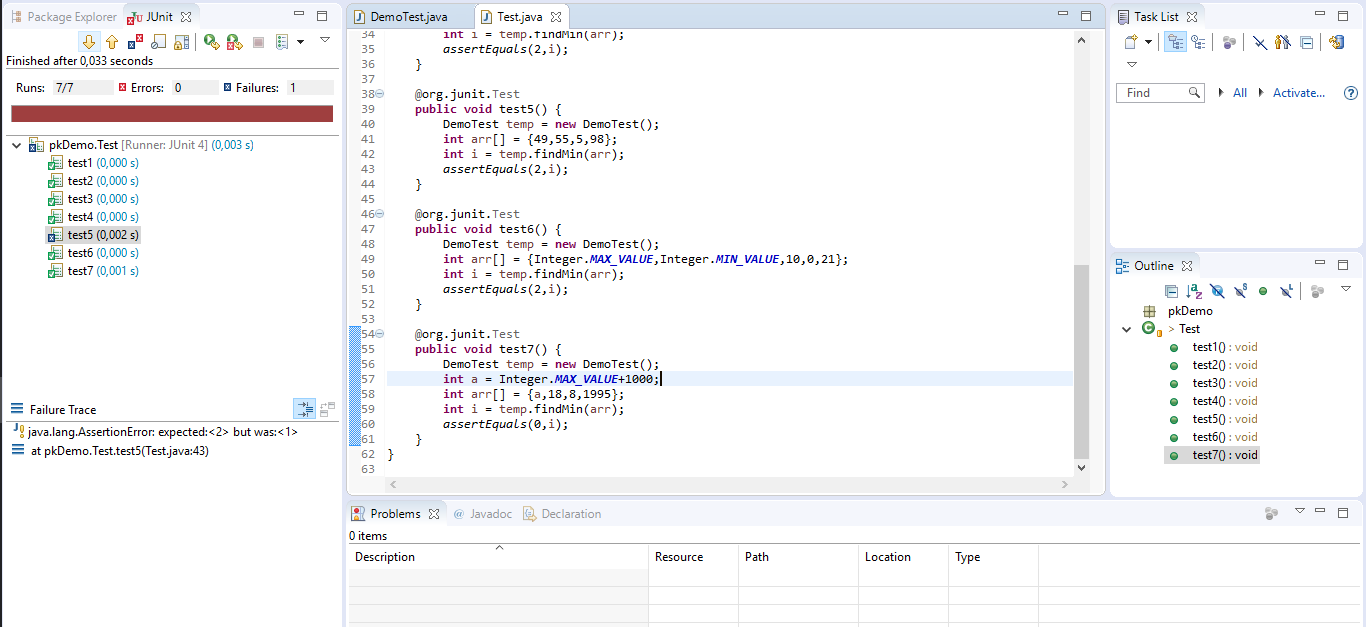 Package Explorer JUnit
Finished after 0,033 seconds
Runs: 7/7 Errors: 0 Failures: 1
pkDemo.Test [Runner: JUnit 4] (0,003 s)
test1 (0,000 s)
test2 (0,000 s)
test3 (0,000 s)
test4 (0,000 s)
test5 (0,002 s)
test6 (0,000 s)
test7 (0,001 s)
Failure Trace
java.lang.AssertionError: expected:<2> but was:<1>
at pkDemo.Test.test5(Test.java:43)
DemoTest.java Test.java
34 int i = temp.findMin(arr);
35 assertEquals(2,i);
36 }
37
38 @org.junit.Test
39 public void test5() {
40 DemoTest temp = new DemoTest();
41 int arr[] = {49,55,5,98};
42 int i = temp.findMin(arr);
43 assertEquals(2,i);
44 }
45
46 @org.junit.Test
47 public void test6() {
48 DemoTest temp = new DemoTest();
49 int arr[] = {Integer.MAX_VALUE,Integer.MIN_VALUE,10,0,21};
50 int i = temp.findMin(arr);
51 assertEquals(2,i);
52 }
53
54 @org.junit.Test
55 public void test7() {
56 DemoTest temp = new DemoTest();
57 int a = Integer.MAX_VALUE+1000;
58 int arr[] = {a,18,8,1995};
59 int i = temp.findMin(arr);
60 assertEquals(0,i);
61 }
62 }
63
Task List
Find All Activate...
Outline
pkDemo
> Test
test1() : void
test2() : void
test3() : void
test4() : void
test5() : void
test6() : void
test7() : void
Problems @ Javadoc Declaration
0 items
Description Resource Path Location Type